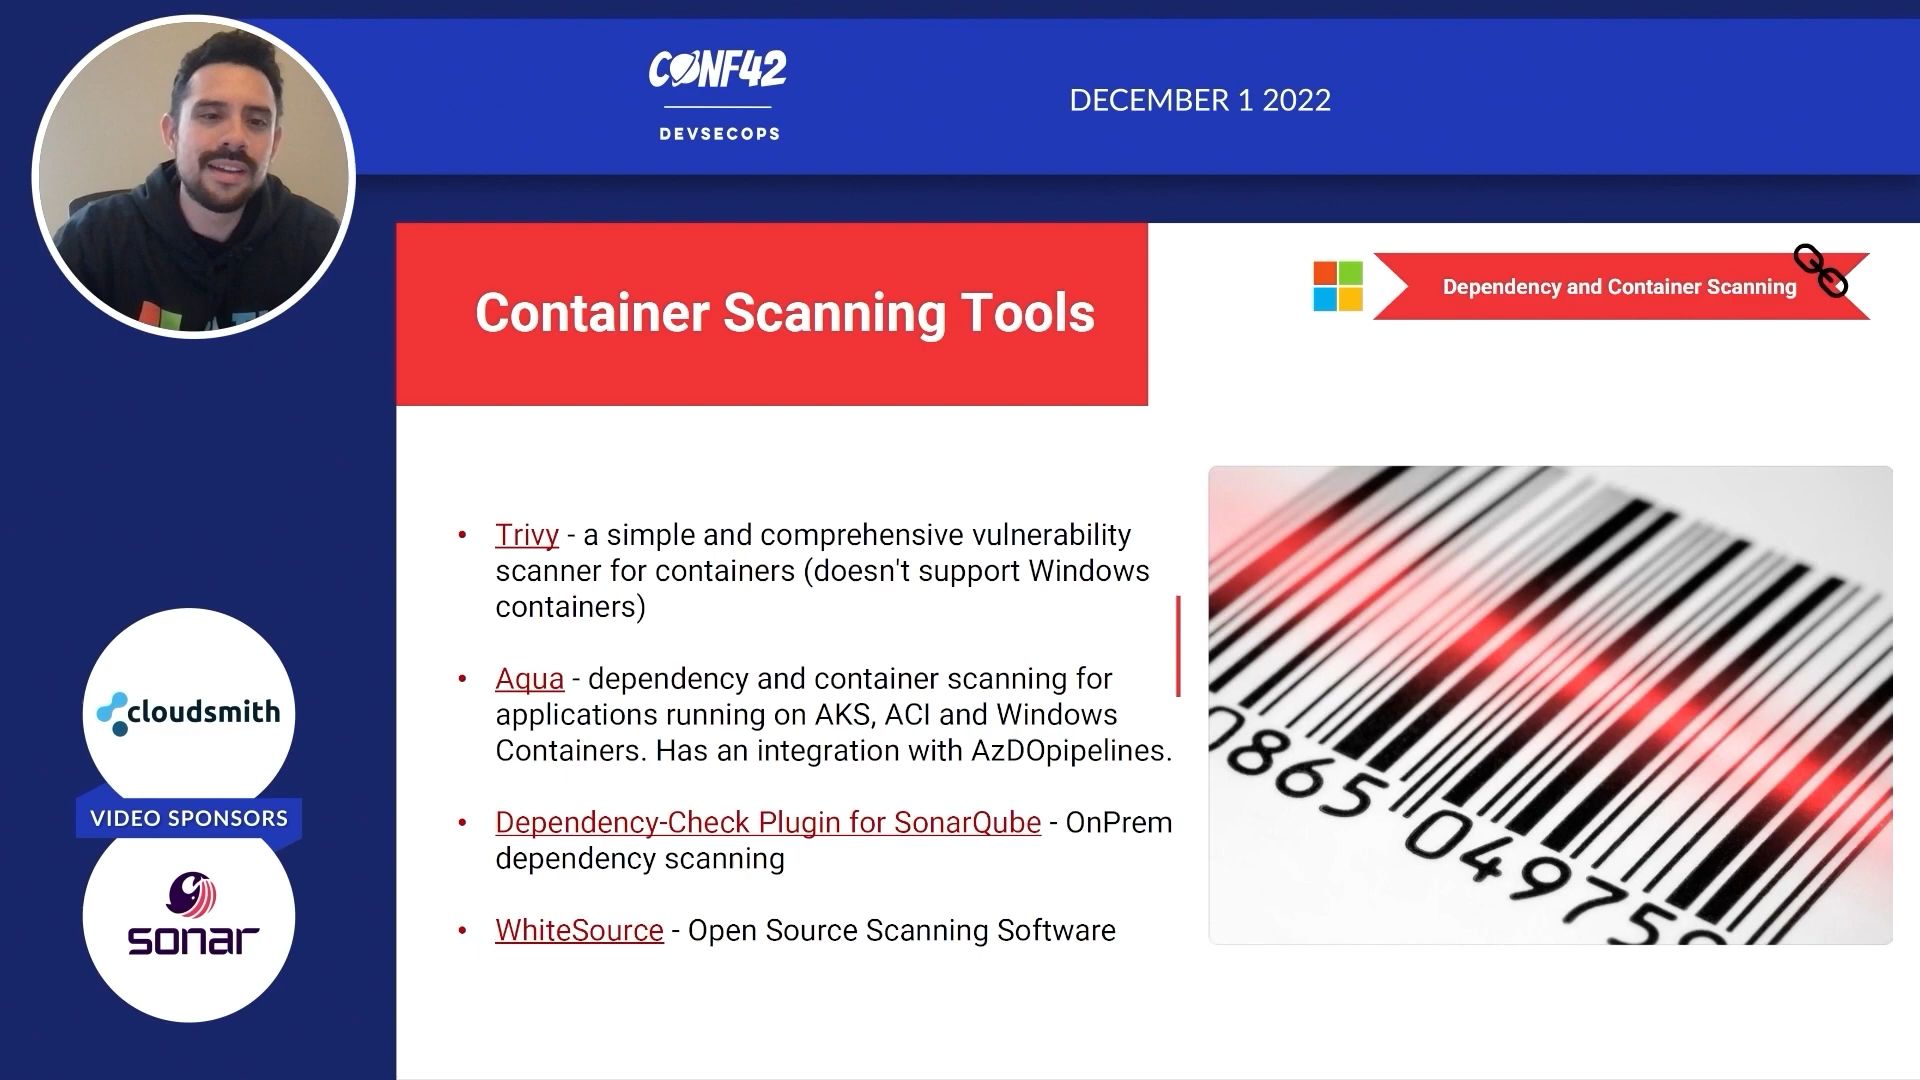 CONF42
DEVSECOPS
DECEMBER 1 2022
Container Scanning Tools
Dependency and Container Scanning
• Trivy - a simple and comprehensive vulnerability
scanner for containers (doesn't support Windows
containers)
• Aqua - dependency and container scanning for
applications running on AKS, ACI and Windows
Containers. Has an integration with AzDOpipelines.
• Dependency-Check Plugin for SonarQube - OnPrem
dependency scanning
• WhiteSource - Open Source Scanning Software
0865 04975
cloudsmith
VIDEO SPONSORS
sonar